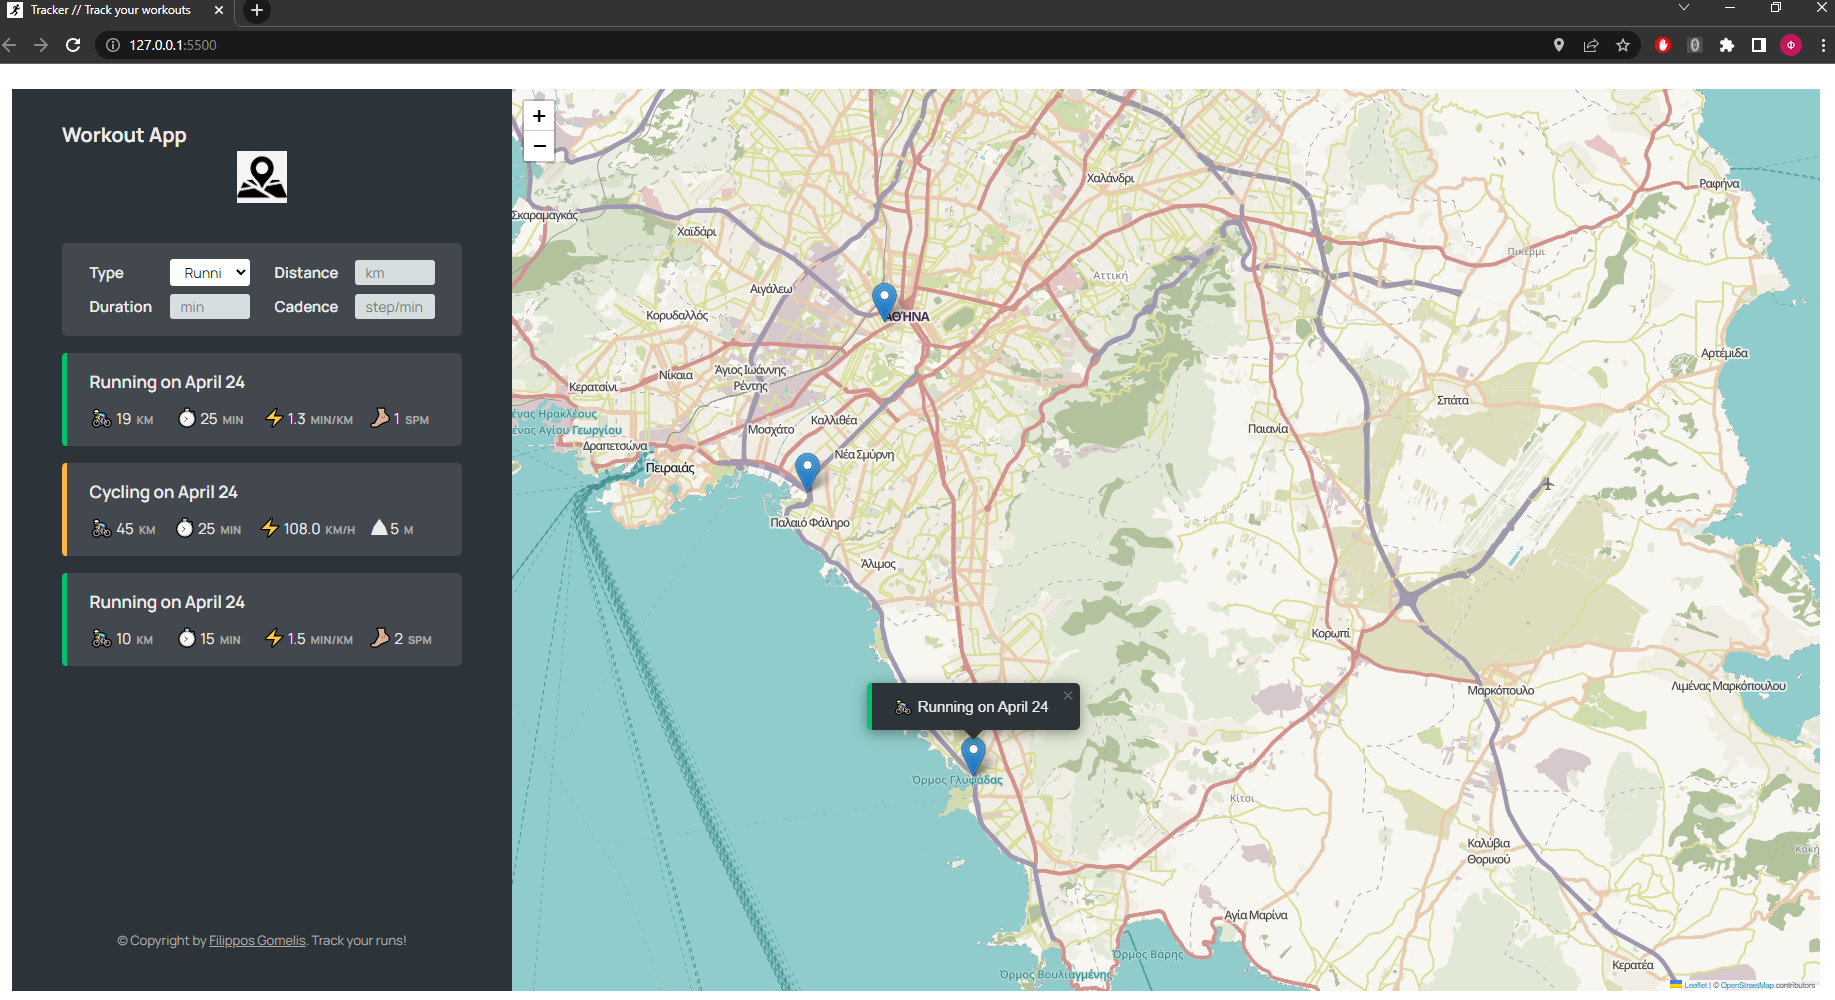 Tracker // Track your workouts
127.0.0.1:5500
Workout App
Type Runni Distance km
Duration min Cadence step/min
Running on April 24
19 KM 25 MIN 1.3 MIN/KM 1 SPM
Cycling on April 24
45 KM 25 MIN 108.0 KM/H 5 M
Running on April 24
10 KM 15 MIN 1.5 MIN/KM 2 SPM
© Copyright by Filippos Gomelis. Track your runs!
+
−
Χαλάνδρι
Ραφήνα
Σκαραμαγκάς
Χαϊδάρι
Πικέρμι
Αττική
Αιγάλεω
Κορυδαλλός
ΑΘΉΝΑ
Αρτέμιδα
Άγιος Ιωάννης
Ρέντης
Νίκαια
Κερατσίνι
Σπάτα
ένας Ηρακλέους
ένας Αγίου Γεωργίου
Καλλιθέα
Μοσχάτο
Παιανία
Δραπετσώνα
Νέα Σμύρνη
Πειραιάς
Παλαιό Φάληρο
Άλιμος
Κορωπί
Λιμένας Μαρκόπουλου
Μαρκόπουλο
Running on April 24
×
Όρμος Γλυφάδας
Κίτσι
Καλύβια
Θορικού
Κακή
Αγία Μαρίνα
Όρμος Βάρης
Όρμος Βουλιαγμένης
Κερατέα
Leaflet | © OpenStreetMap contributors